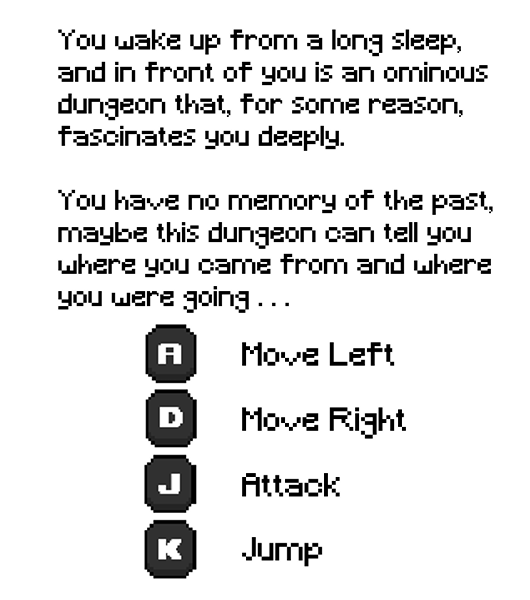 You wake up from a long sleep,
and in front of you is an ominous
dungeon that, for some reason,
fascinates you deeply.
You have no memory of the past,
maybe this dungeon can tell you
where you came from and where
you were going . . .
A Move Left
D Move Right
J Attack
K Jump